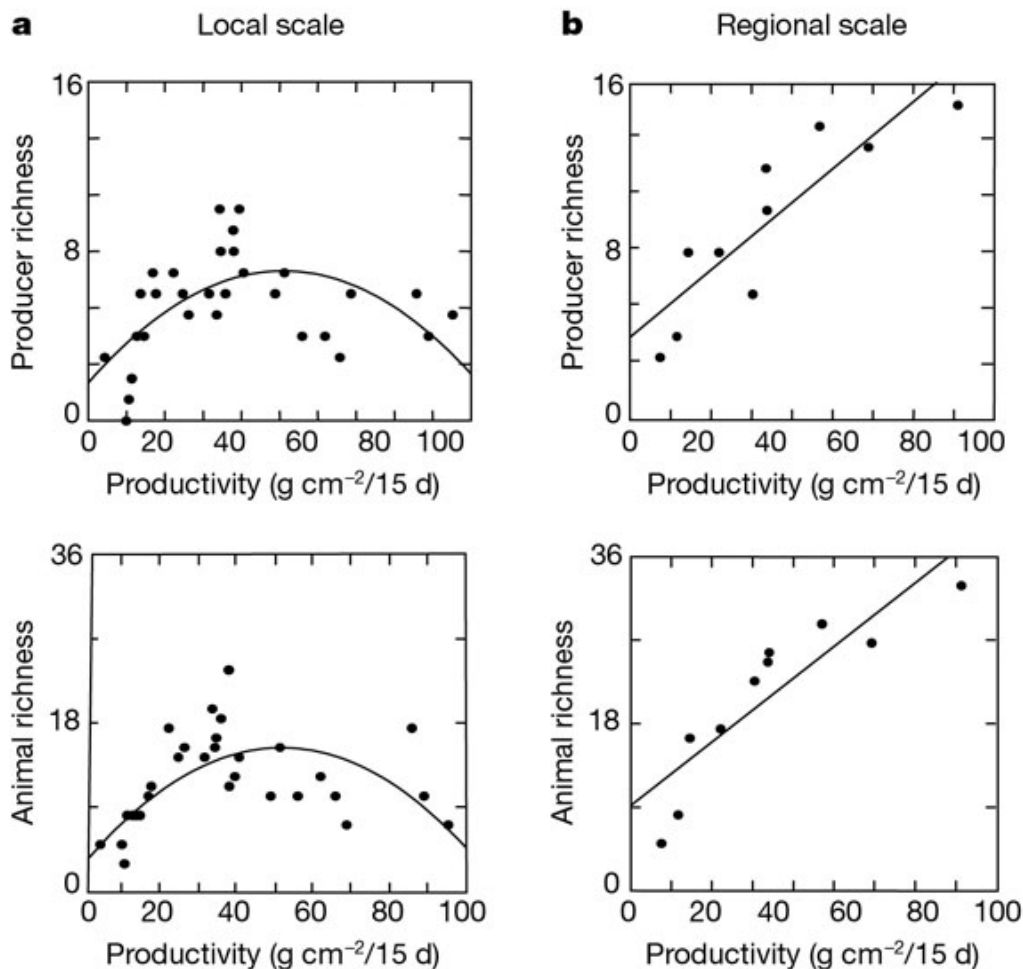 a Local scale
b Regional scale
Producer richness
16
8
0
0 20 40 60 80 100
Productivity (g cm⁻²/15 d)
Producer richness
16
8
0
0 20 40 60 80 100
Productivity (g cm⁻²/15 d)
Animal richness
36
18
0
0 20 40 60 80 100
Productivity (g cm⁻²/15 d)
Animal richness
36
18
0
0 20 40 60 80 100
Productivity (g cm⁻²/15 d)